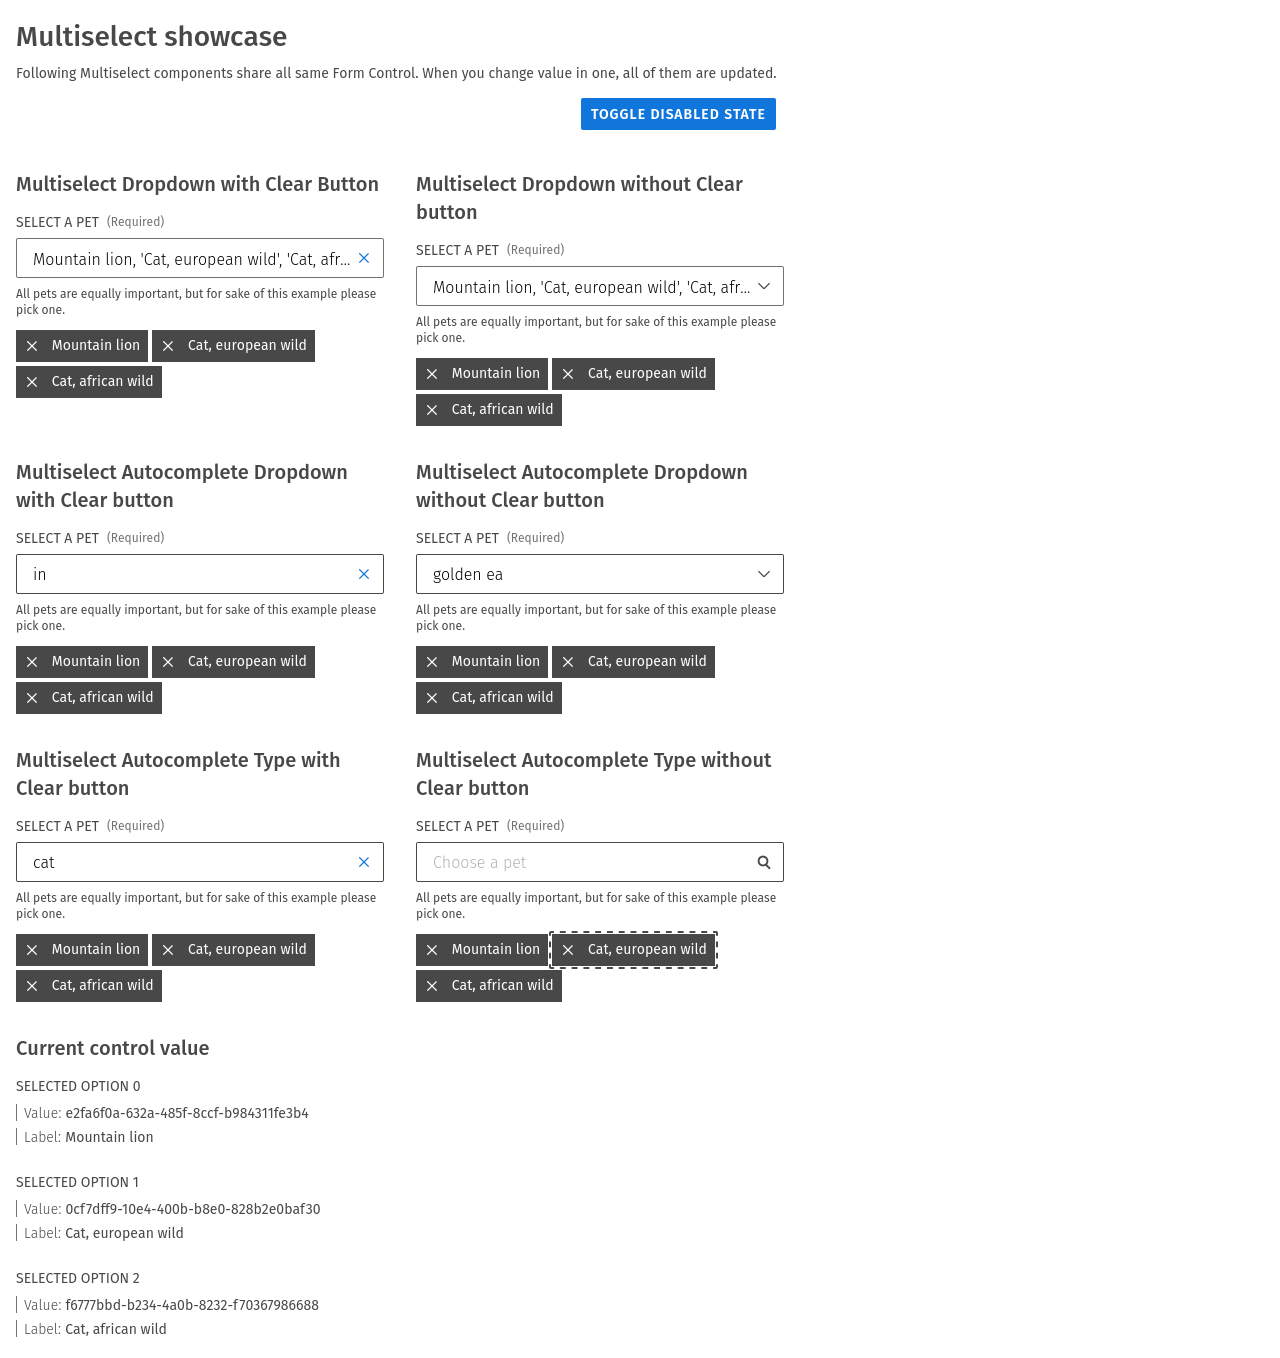 Multiselect showcase
Following Multiselect components share all same Form Control. When you change value in one, all of them are updated.
TOGGLE DISABLED STATE
Multiselect Dropdown with Clear Button
SELECT A PET (Required)
Mountain lion, 'Cat, european wild', 'Cat, afr...
All pets are equally important, but for sake of this example please
pick one.
Mountain lion
Cat, european wild
Cat, african wild
Multiselect Dropdown without Clear
button
SELECT A PET (Required)
Mountain lion, 'Cat, european wild', 'Cat, afr...
All pets are equally important, but for sake of this example please
pick one.
Mountain lion
Cat, european wild
Cat, african wild
Multiselect Autocomplete Dropdown
with Clear button
SELECT A PET (Required)
in
All pets are equally important, but for sake of this example please
pick one.
Mountain lion
Cat, european wild
Cat, african wild
Multiselect Autocomplete Dropdown
without Clear button
SELECT A PET (Required)
golden ea
All pets are equally important, but for sake of this example please
pick one.
Mountain lion
Cat, european wild
Cat, african wild
Multiselect Autocomplete Type with
Clear button
SELECT A PET (Required)
cat
All pets are equally important, but for sake of this example please
pick one.
Mountain lion
Cat, european wild
Cat, african wild
Multiselect Autocomplete Type without
Clear button
SELECT A PET (Required)
Choose a pet
All pets are equally important, but for sake of this example please
pick one.
Mountain lion
Cat, european wild
Cat, african wild
Current control value
SELECTED OPTION 0
Value: e2fa6f0a-632a-485f-8ccf-b984311fe3b4
Label: Mountain lion
SELECTED OPTION 1
Value: 0cf7dff9-10e4-400b-b8e0-828b2e0baf30
Label: Cat, european wild
SELECTED OPTION 2
Value: f6777bbd-b234-4a0b-8232-f70367986688
Label: Cat, african wild